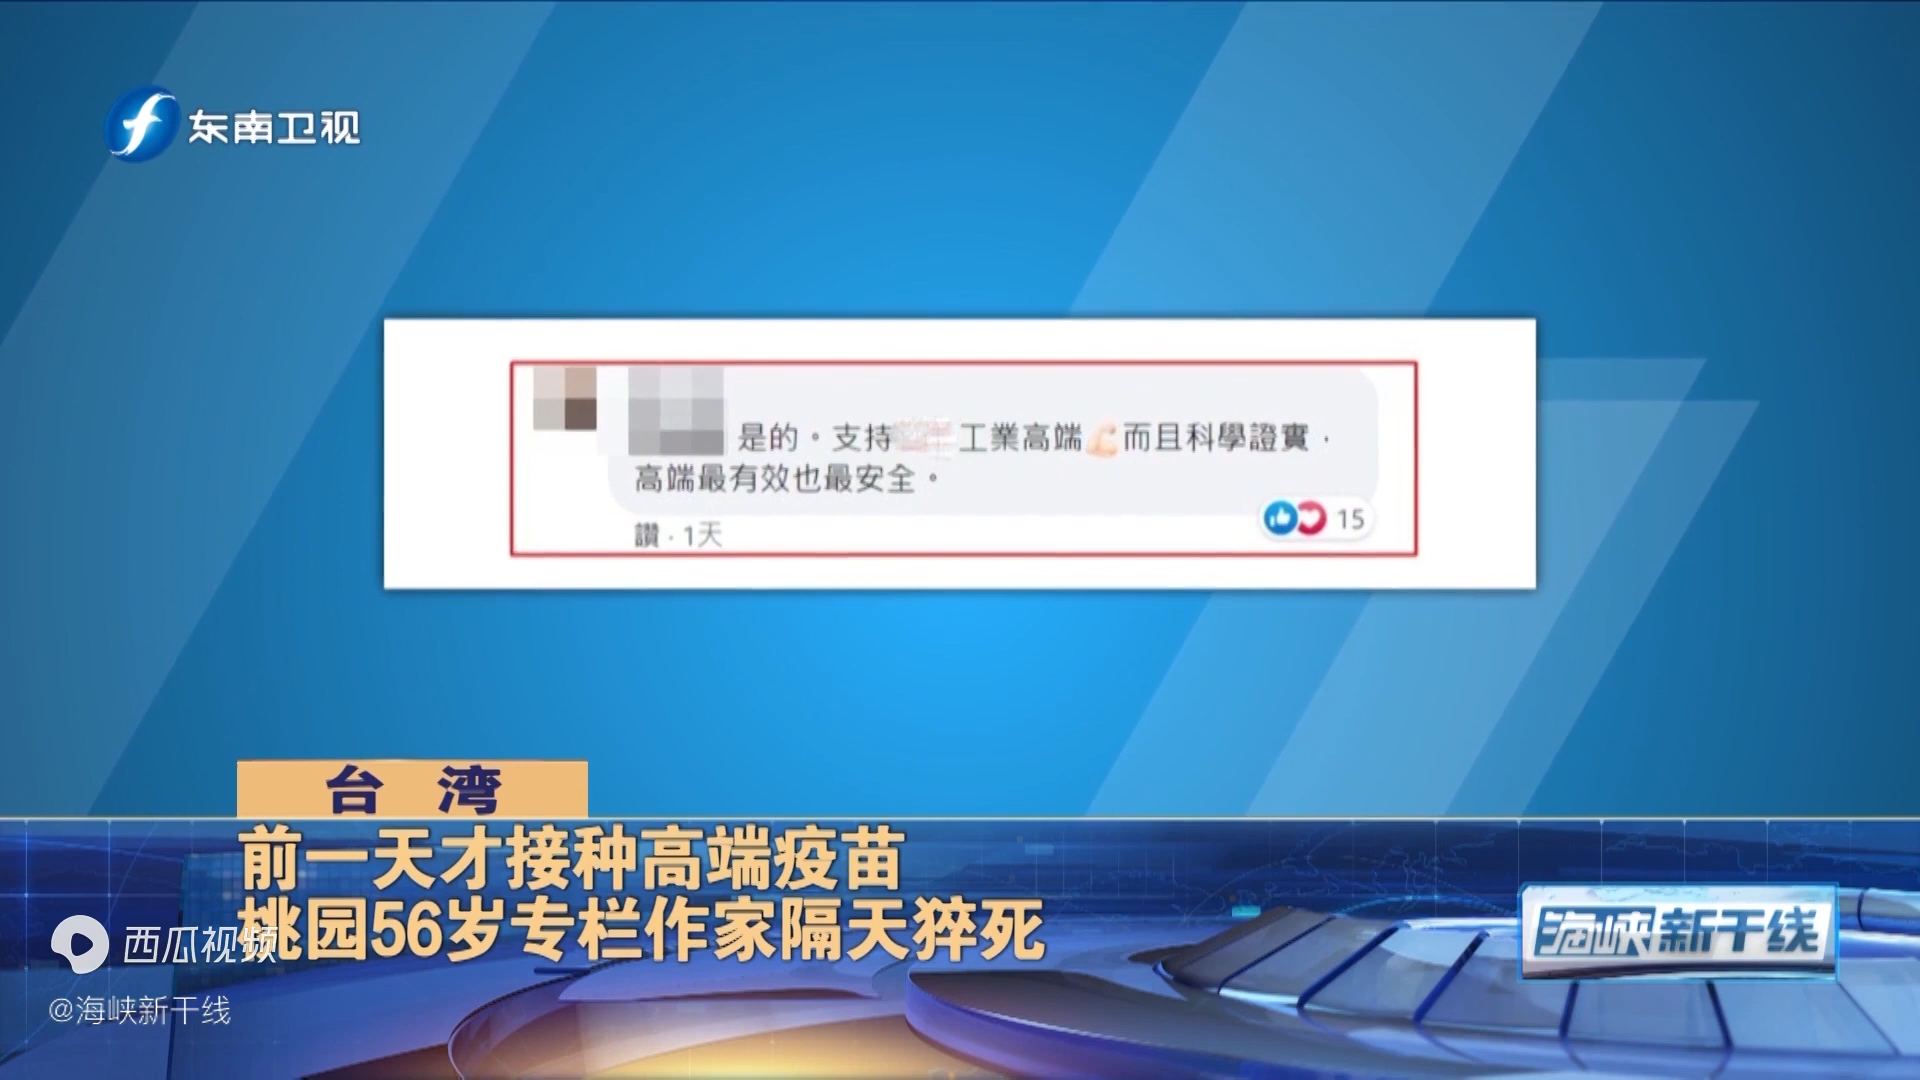 东南卫视
是的。支持 工業高端💪而且科學證實，
高端最有效也最安全。
讚·1天
15
台湾
前一天才接种高端疫苗
桃园56岁专栏作家隔天猝死
西瓜视频
海峡新干线
@海峡新干线